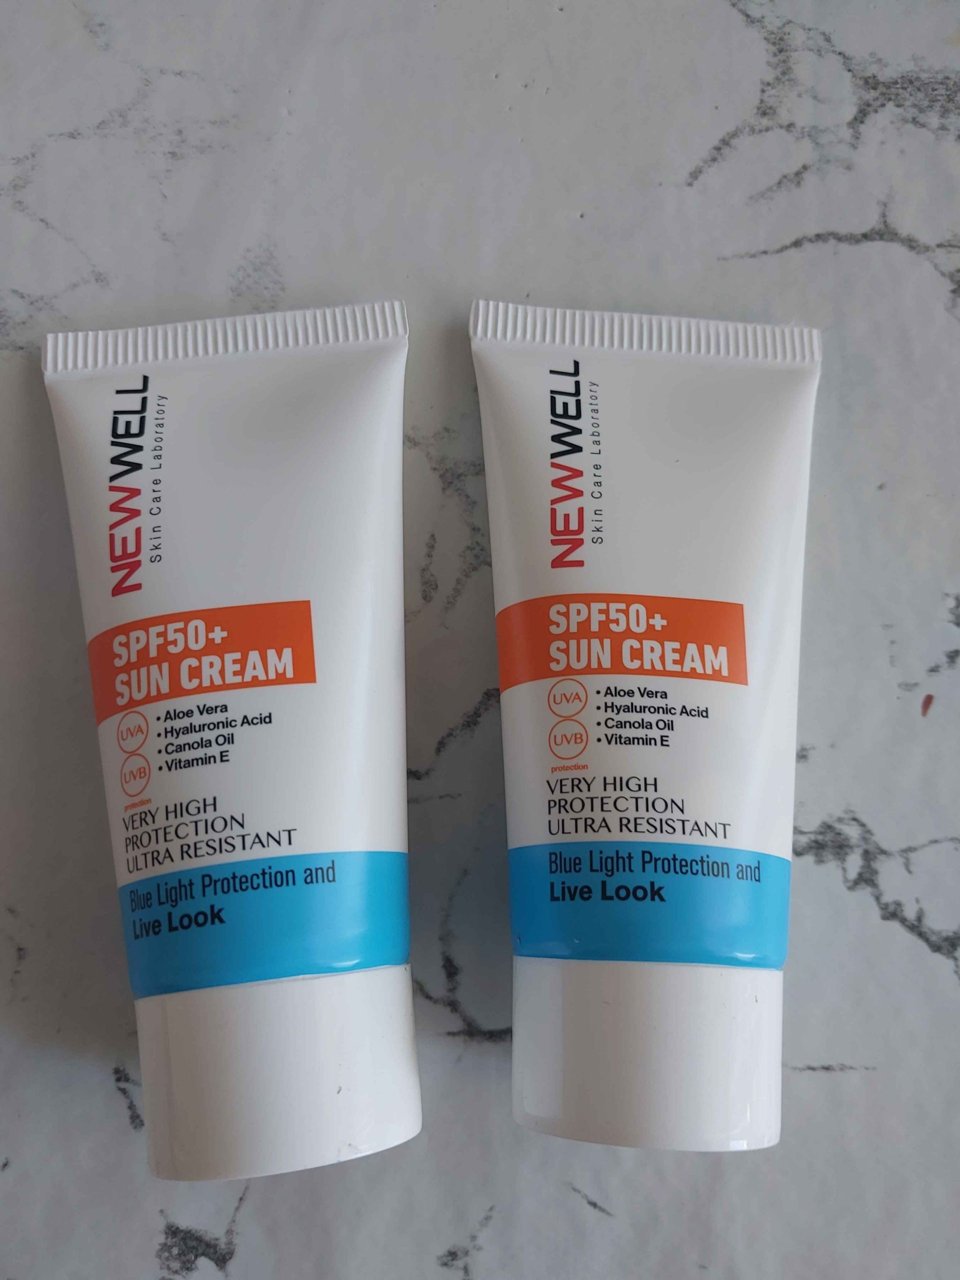 NEWWELL
Skin Care Laboratory
SPF50+
SUN CREAM
UVA
UVB
protection
• Aloe Vera
• Hyaluronic Acid
• Canola Oil
• Vitamin E
VERY HIGH
PROTECTION
ULTRA RESISTANT
Blue Light Protection and
Live Look
NEWWELL
Skin Care Laboratory
SPF50+
SUN CREAM
UVA
UVB
protection
• Aloe Vera
• Hyaluronic Acid
• Canola Oil
• Vitamin E
VERY HIGH
PROTECTION
ULTRA RESISTANT
Blue Light Protection and
Live Look